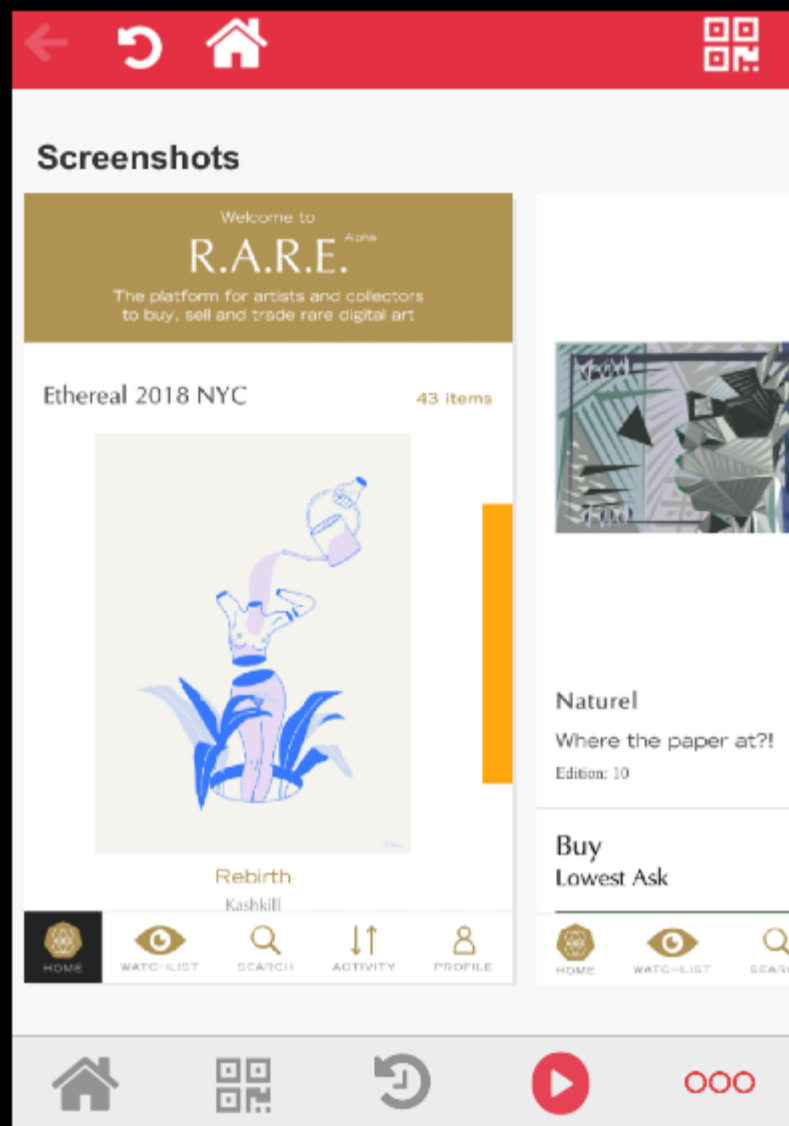 Screenshots
Welcome to
R.A.R.E. Alpha
The platform for artists and collectors
to buy, sell and trade rare digital art
Ethereal 2018 NYC
43 items
Rebirth
Kashkill
HOME
WATCHLIST
SEARCH
ACTIVITY
PROFILE
Naturel
Where the paper at?!
Edition: 10
Buy
Lowest Ask
HOME
WATCHLIST